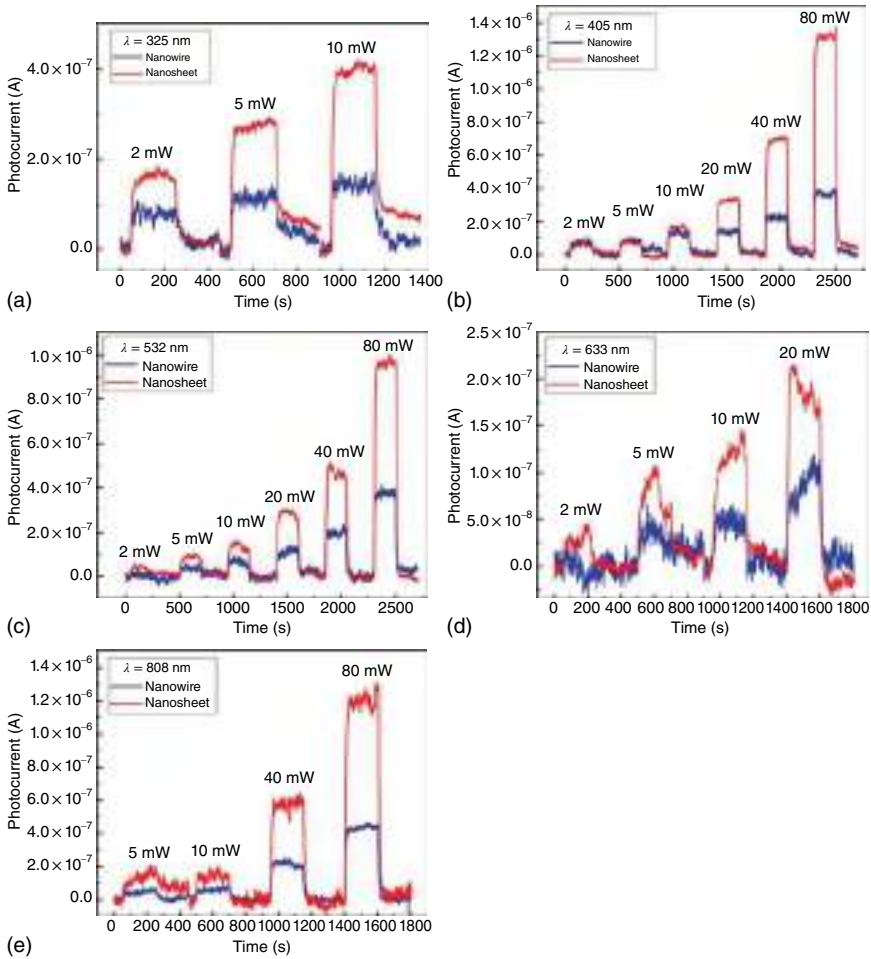 λ = 325 nm
Nanowire
Nanosheet
10 mW
5 mW
2 mW
4.0 × 10⁻⁷
2.0 × 10⁻⁷
0.0
Photocurrent (A)
0 200 400 600 800 1000 1200 1400
Time (s)
(a)
λ = 405 nm
Nanowire
Nanosheet
80 mW
40 mW
20 mW
10 mW
5 mW
2 mW
1.4 × 10⁻⁶
1.2 × 10⁻⁶
1.0 × 10⁻⁶
8.0 × 10⁻⁷
6.0 × 10⁻⁷
4.0 × 10⁻⁷
2.0 × 10⁻⁷
0.0
Photocurrent (A)
0 500 1000 1500 2000 2500
Time (s)
(b)
λ = 532 nm
Nanowire
Nanosheet
80 mW
40 mW
20 mW
10 mW
5 mW
2 mW
1.0 × 10⁻⁶
8.0 × 10⁻⁷
6.0 × 10⁻⁷
4.0 × 10⁻⁷
2.0 × 10⁻⁷
0.0
Photocurrent (A)
0 500 1000 1500 2000 2500
Time (s)
(c)
λ = 633 nm
Nanowire
Nanosheet
20 mW
10 mW
5 mW
2 mW
2.5 × 10⁻⁷
2.0 × 10⁻⁷
1.5 × 10⁻⁷
1.0 × 10⁻⁷
5.0 × 10⁻⁸
0.0
Photocurrent (A)
0 200 400 600 800 1000 1200 1400 1600 1800
Time (s)
(d)
λ = 808 nm
Nanowire
Nanosheet
80 mW
40 mW
10 mW
5 mW
1.4 × 10⁻⁶
1.2 × 10⁻⁶
1.0 × 10⁻⁶
8.0 × 10⁻⁷
6.0 × 10⁻⁷
4.0 × 10⁻⁷
2.0 × 10⁻⁷
0.0
Photocurrent (A)
0 200 400 600 800 1000 1200 1400 1600 1800
Time (s)
(e)